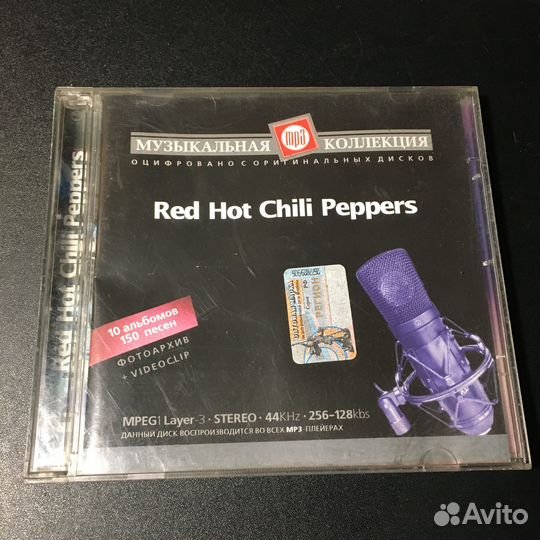 МУЗЫКАЛЬНАЯ mp3 КОЛЛЕКЦИЯ
ОЦИФРОВАНО С ОРИГИНАЛЬНЫХ ДИСКОВ
Red Hot Chili Peppers
Red Hot Chili Peppers
РЕГИОН
10 альбомов
150 песен
ФОТОАРХИВ
+ VIDEOCLIP
MPEG1 Layer-3 · STEREO · 44KHz · 256-128kbs
ДАННЫЙ ДИСК ВОСПРОИЗВОДИТСЯ ВО ВСЕХ MP3-ПЛЕЙЕРАХ
Avito